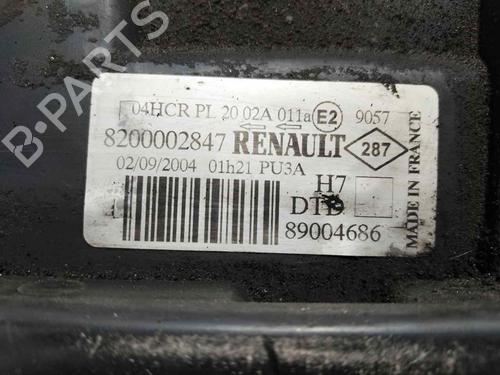 04HCR PL 20 02A 011a E2 9057
8200002847 RENAULT 287
02/09/2004 01h21 PU3A
H7
DTD
89004686
MADE IN FRANCE
B-PARTS